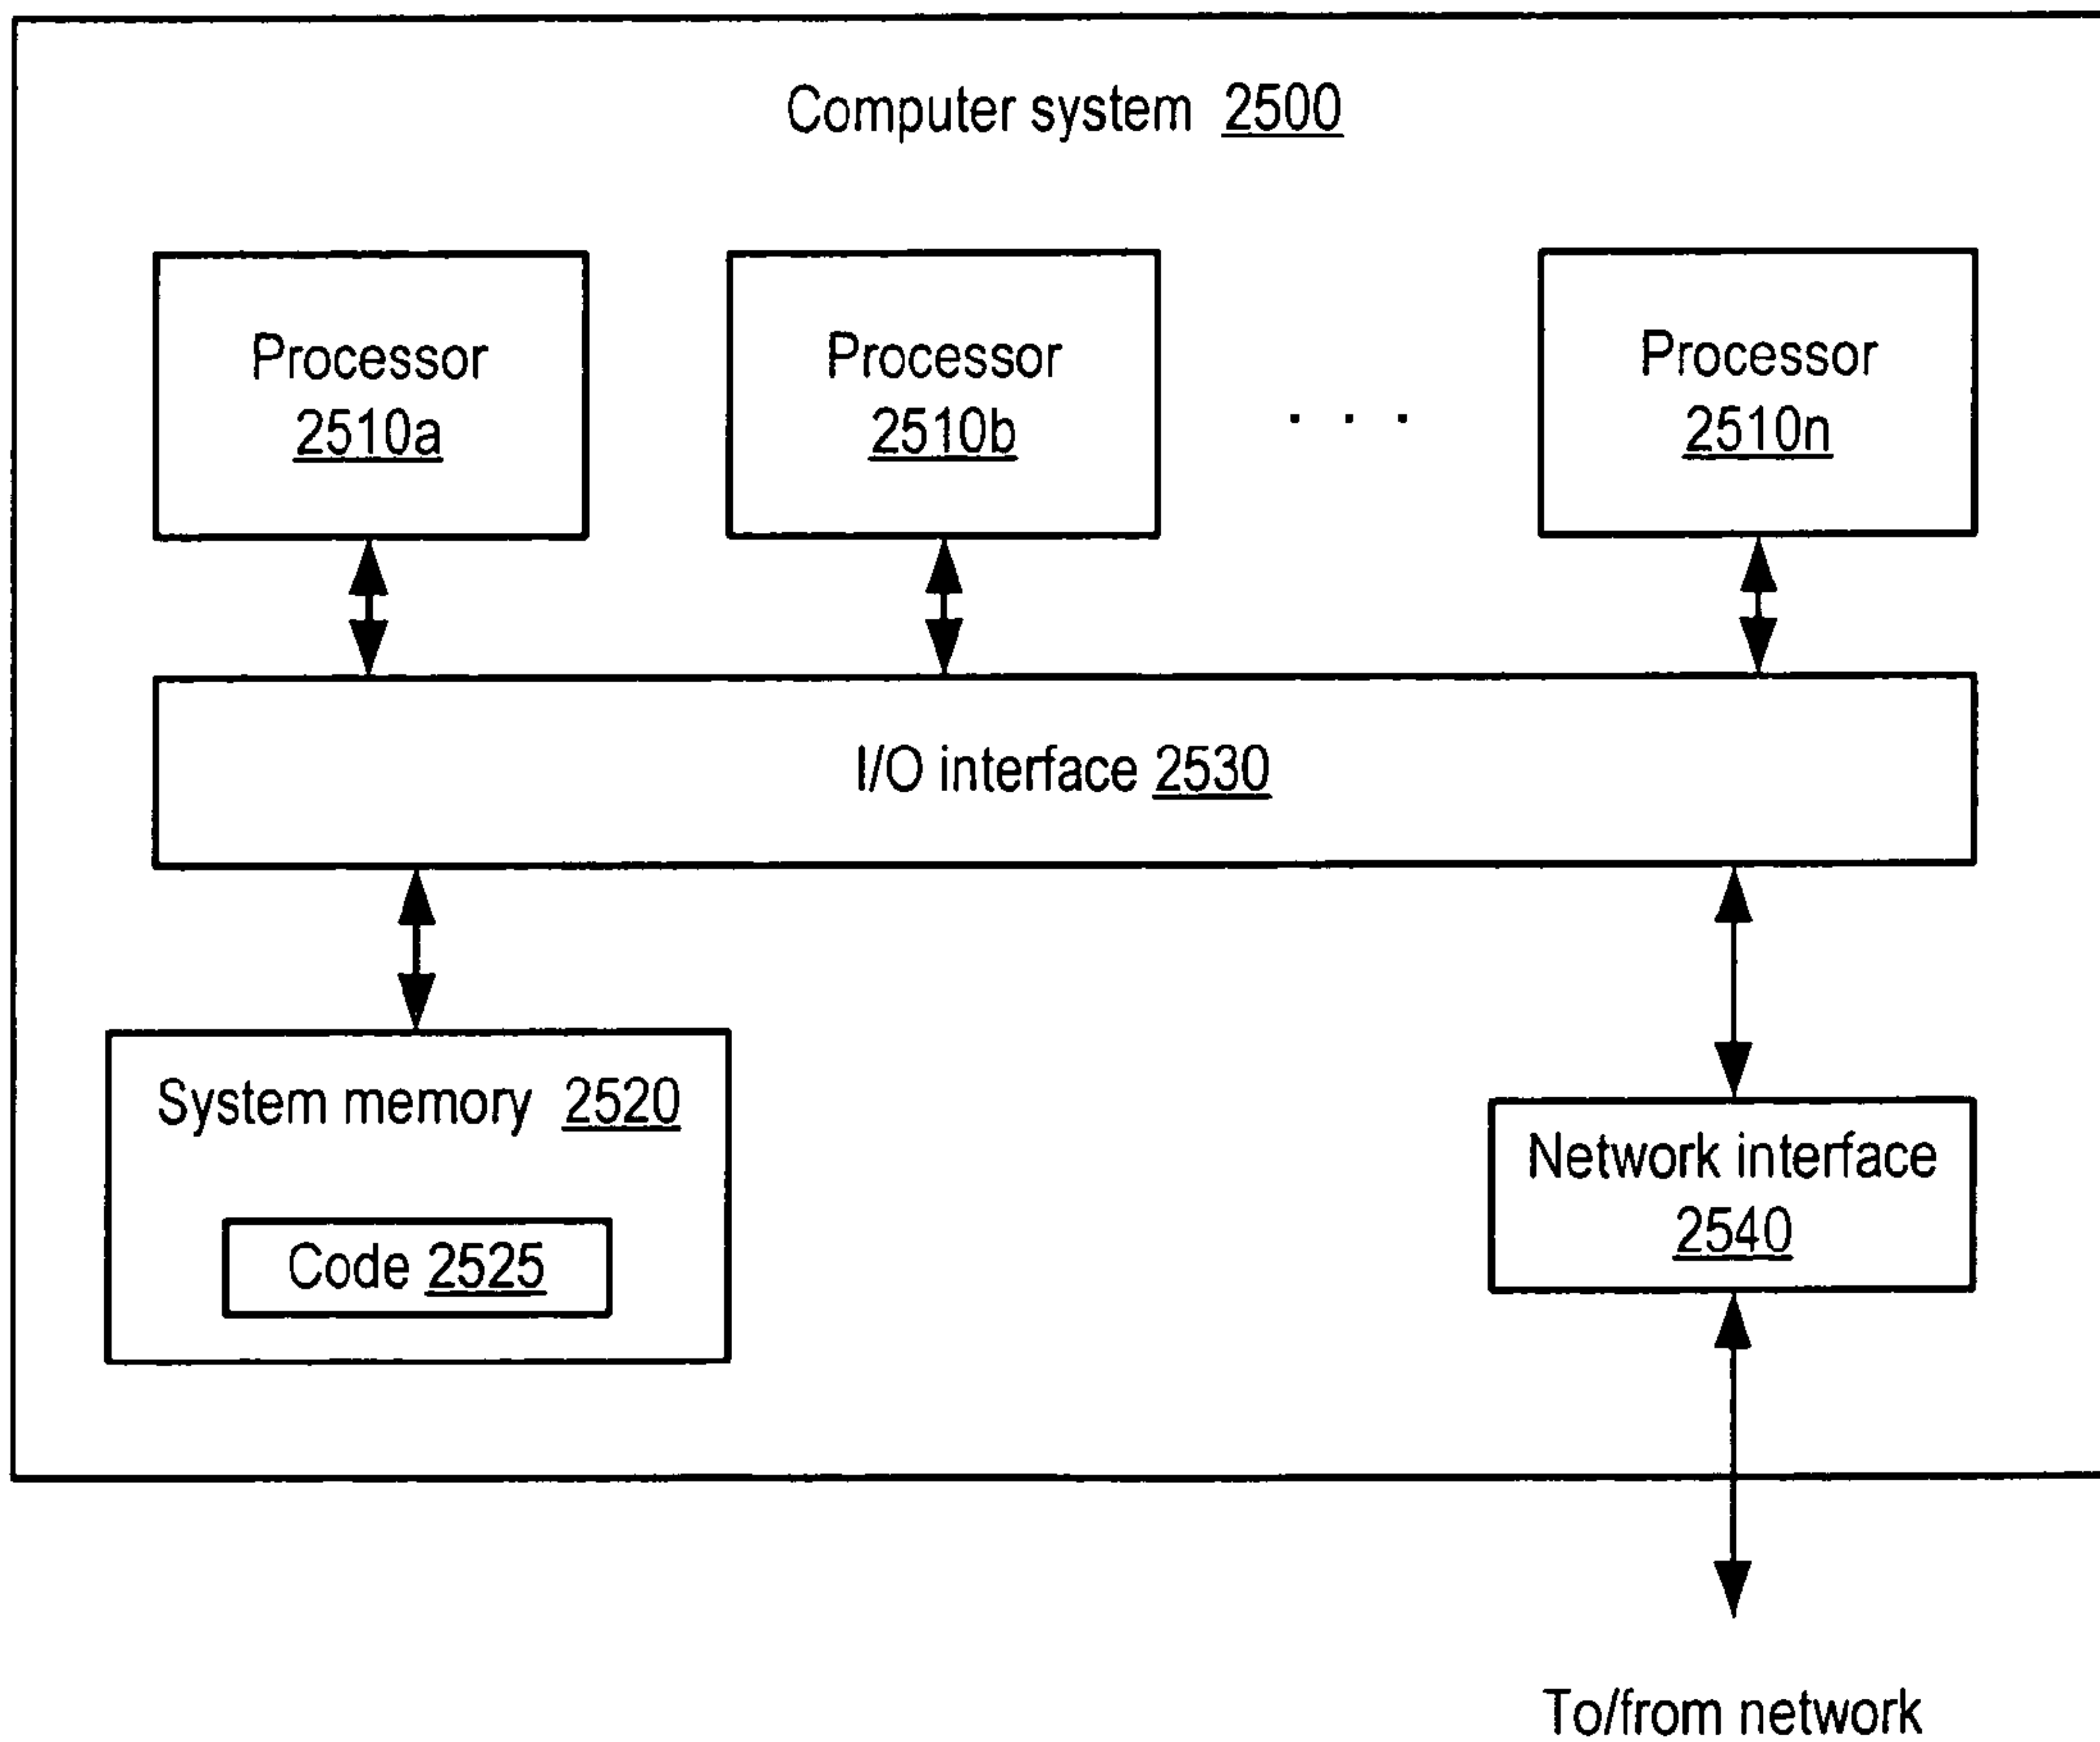 Computer system 2500
Processor
2510a
Processor
2510b
. . .
Processor
2510n
I/O interface 2530
System memory 2520
Code 2525
Network interface
2540
To/from network